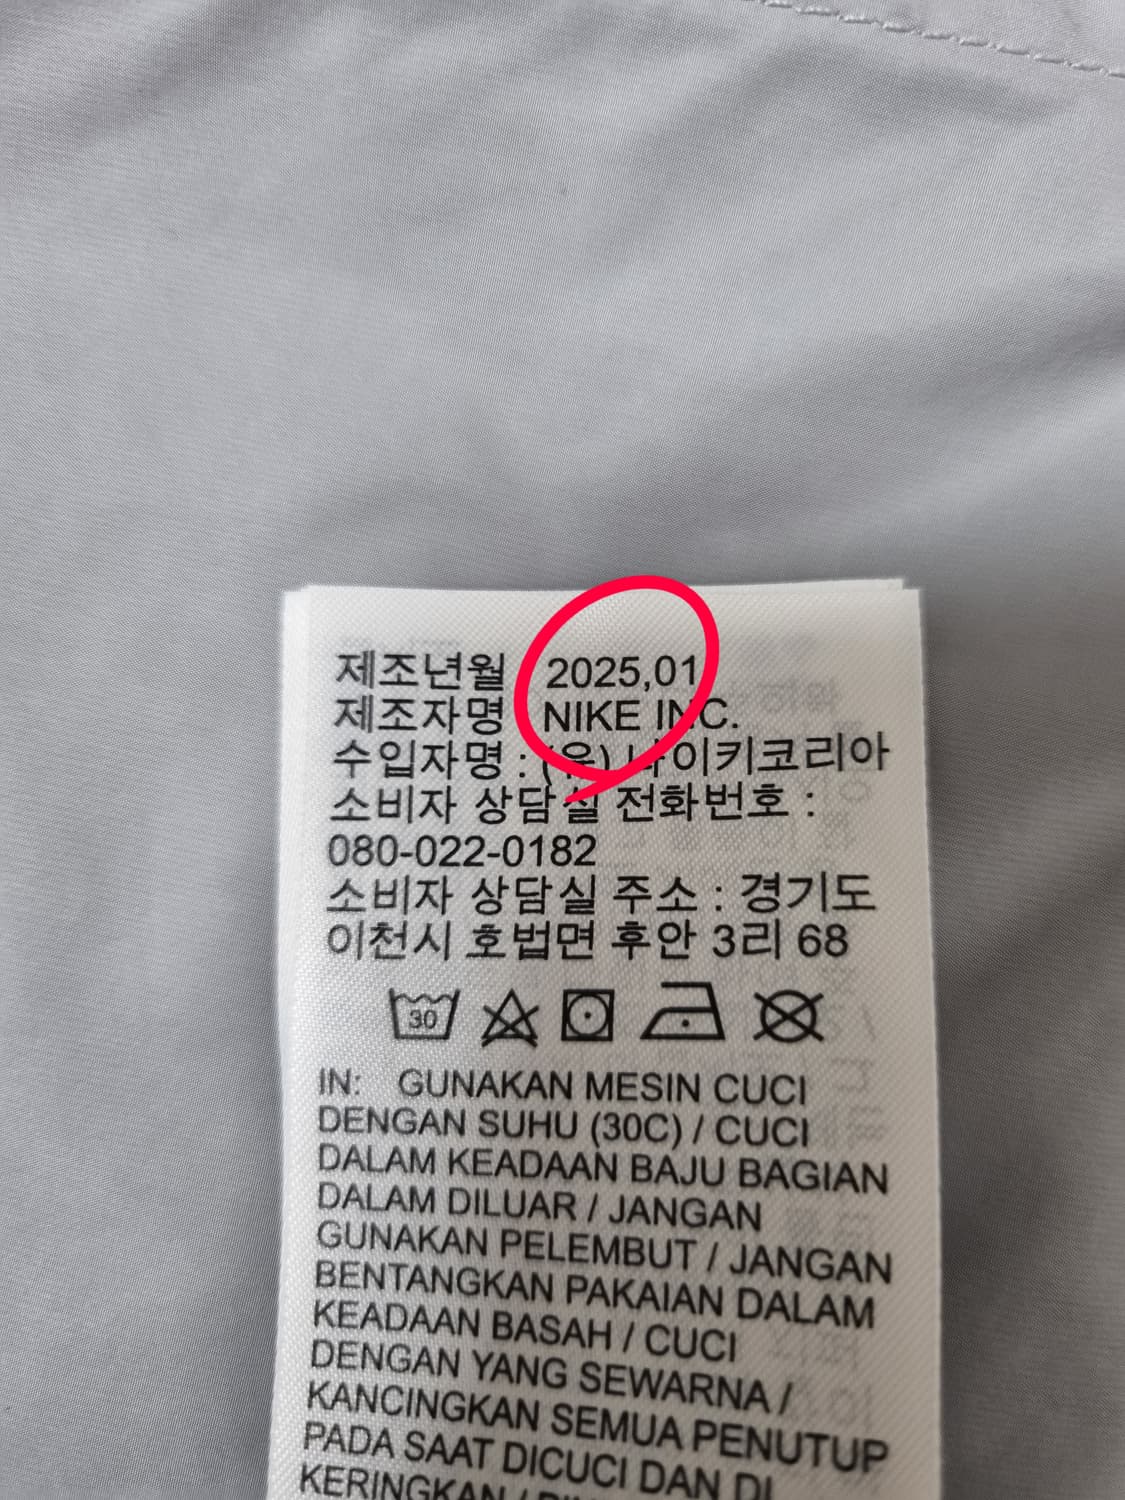 제조년월 2025,01
제조자명 NIKE INC.
수입자명 : (유) 나이키코리아
소비자 상담실 전화번호 :
080-022-0182
소비자 상담실 주소 : 경기도
이천시 호법면 후안 3리 68
30
IN: GUNAKAN MESIN CUCI
DENGAN SUHU (30C) / CUCI
DALAM KEADAAN BAJU BAGIAN
DALAM DILUAR / JANGAN
GUNAKAN PELEMBUT / JANGAN
BENTANGKAN PAKAIAN DALAM
KEADAAN BASAH / CUCI
DENGAN YANG SEWARNA /
KANCINGKAN SEMUA PENUTUP
PADA SAAT DICUCI DAN DI
KERINGKAN /